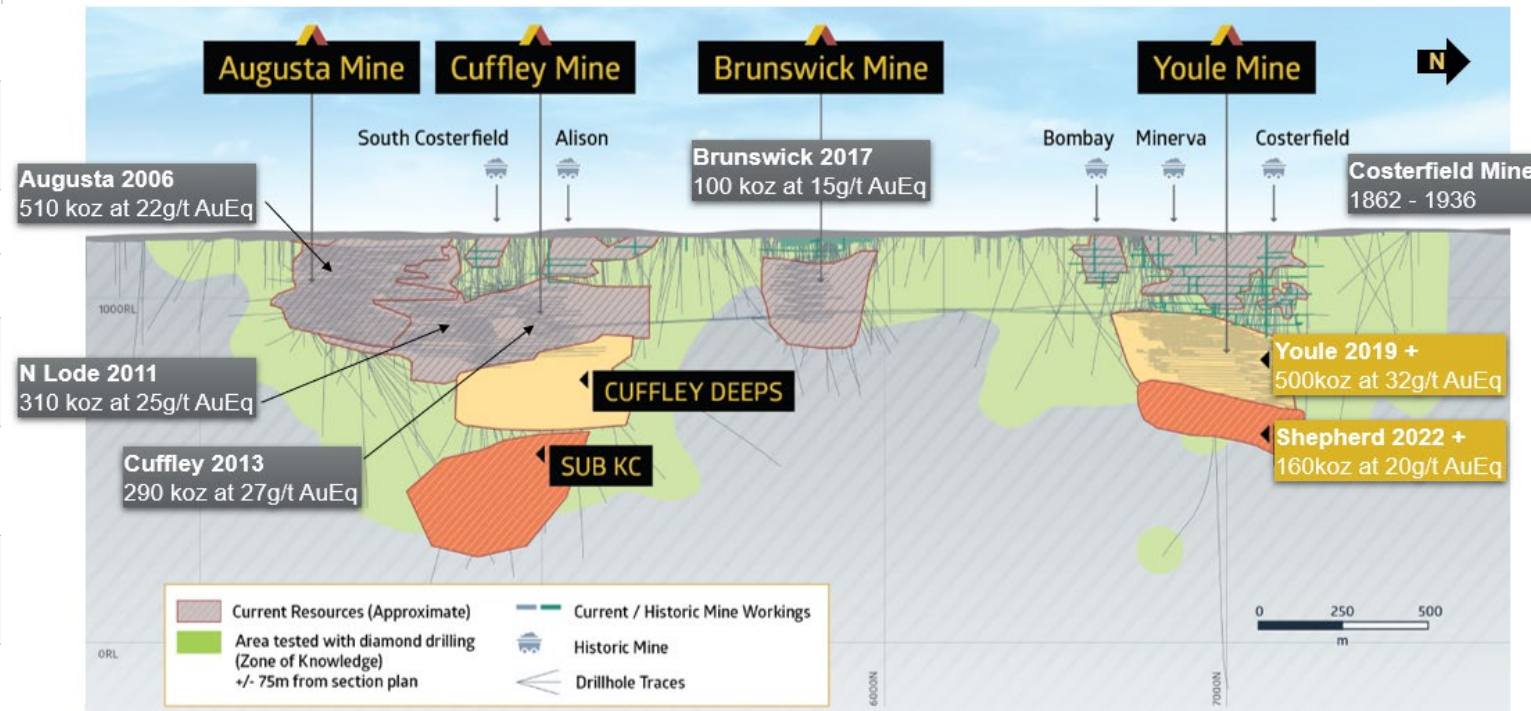 Augusta Mine
Cuffley Mine
Brunswick Mine
Youle Mine
N
South Costerfield
Alison
Bombay
Minerva
Costerfield
Augusta 2006
510 koz at 22g/t AuEq
Brunswick 2017
100 koz at 15g/t AuEq
Costerfield Mine
1862 - 1936
1000RL
N Lode 2011
310 koz at 25g/t AuEq
Youle 2019 +
500koz at 32g/t AuEq
CUFFLEY DEEPS
Shepherd 2022 +
160koz at 20g/t AuEq
Cuffley 2013
290 koz at 27g/t AuEq
SUB KC
Current Resources (Approximate)
Area tested with diamond drilling
(Zone of Knowledge)
+/- 75m from section plan
Current / Historic Mine Workings
Historic Mine
Drillhole Traces
0 250 500
m
0RL
6000N
7000N